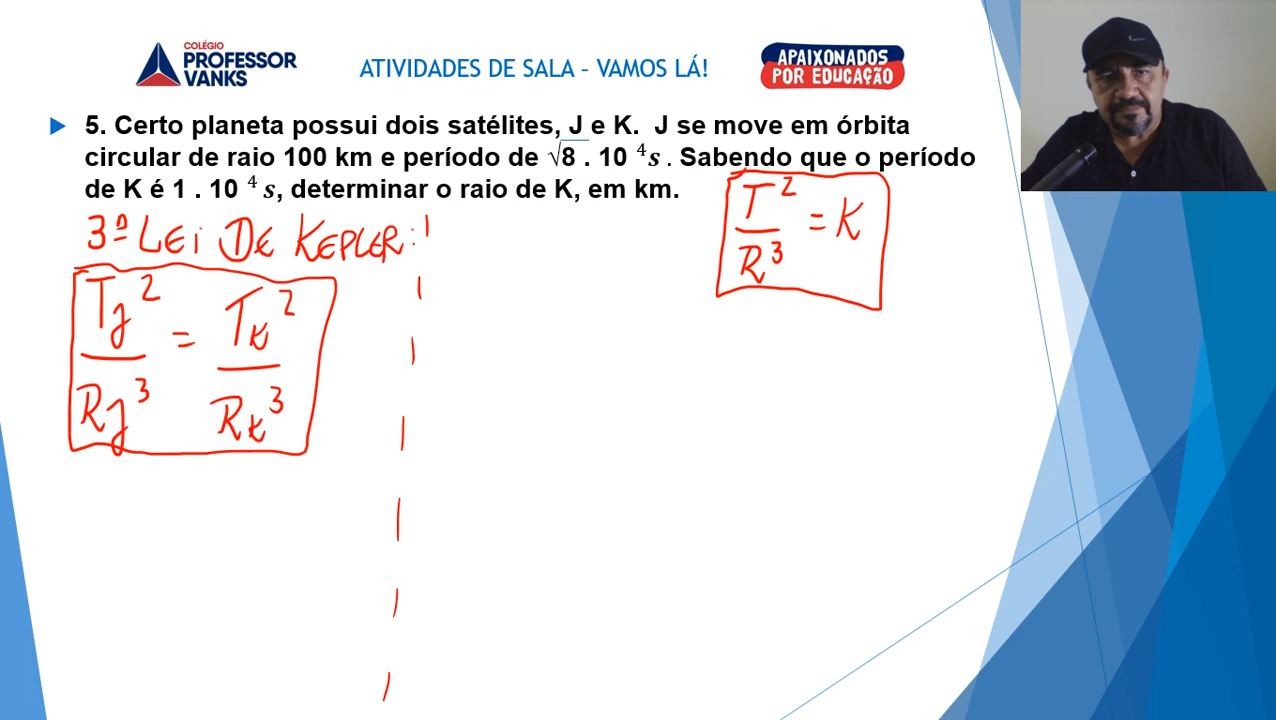 COLÉGIO
PROFESSOR
VANKS
ATIVIDADES DE SALA – VAMOS LÁ!
APAIXONADOS
POR EDUCAÇÃO
5. Certo planeta possui dois satélites, J e K. J se move em órbita
circular de raio 100 km e período de √8 . 10 ⁴s . Sabendo que o período
de K é 1 . 10 ⁴ s, determinar o raio de K, em km.
T²/R³ = K
3ª LEI DE KEPLER:
Tj²/Rj³ = Tk²/Rk³